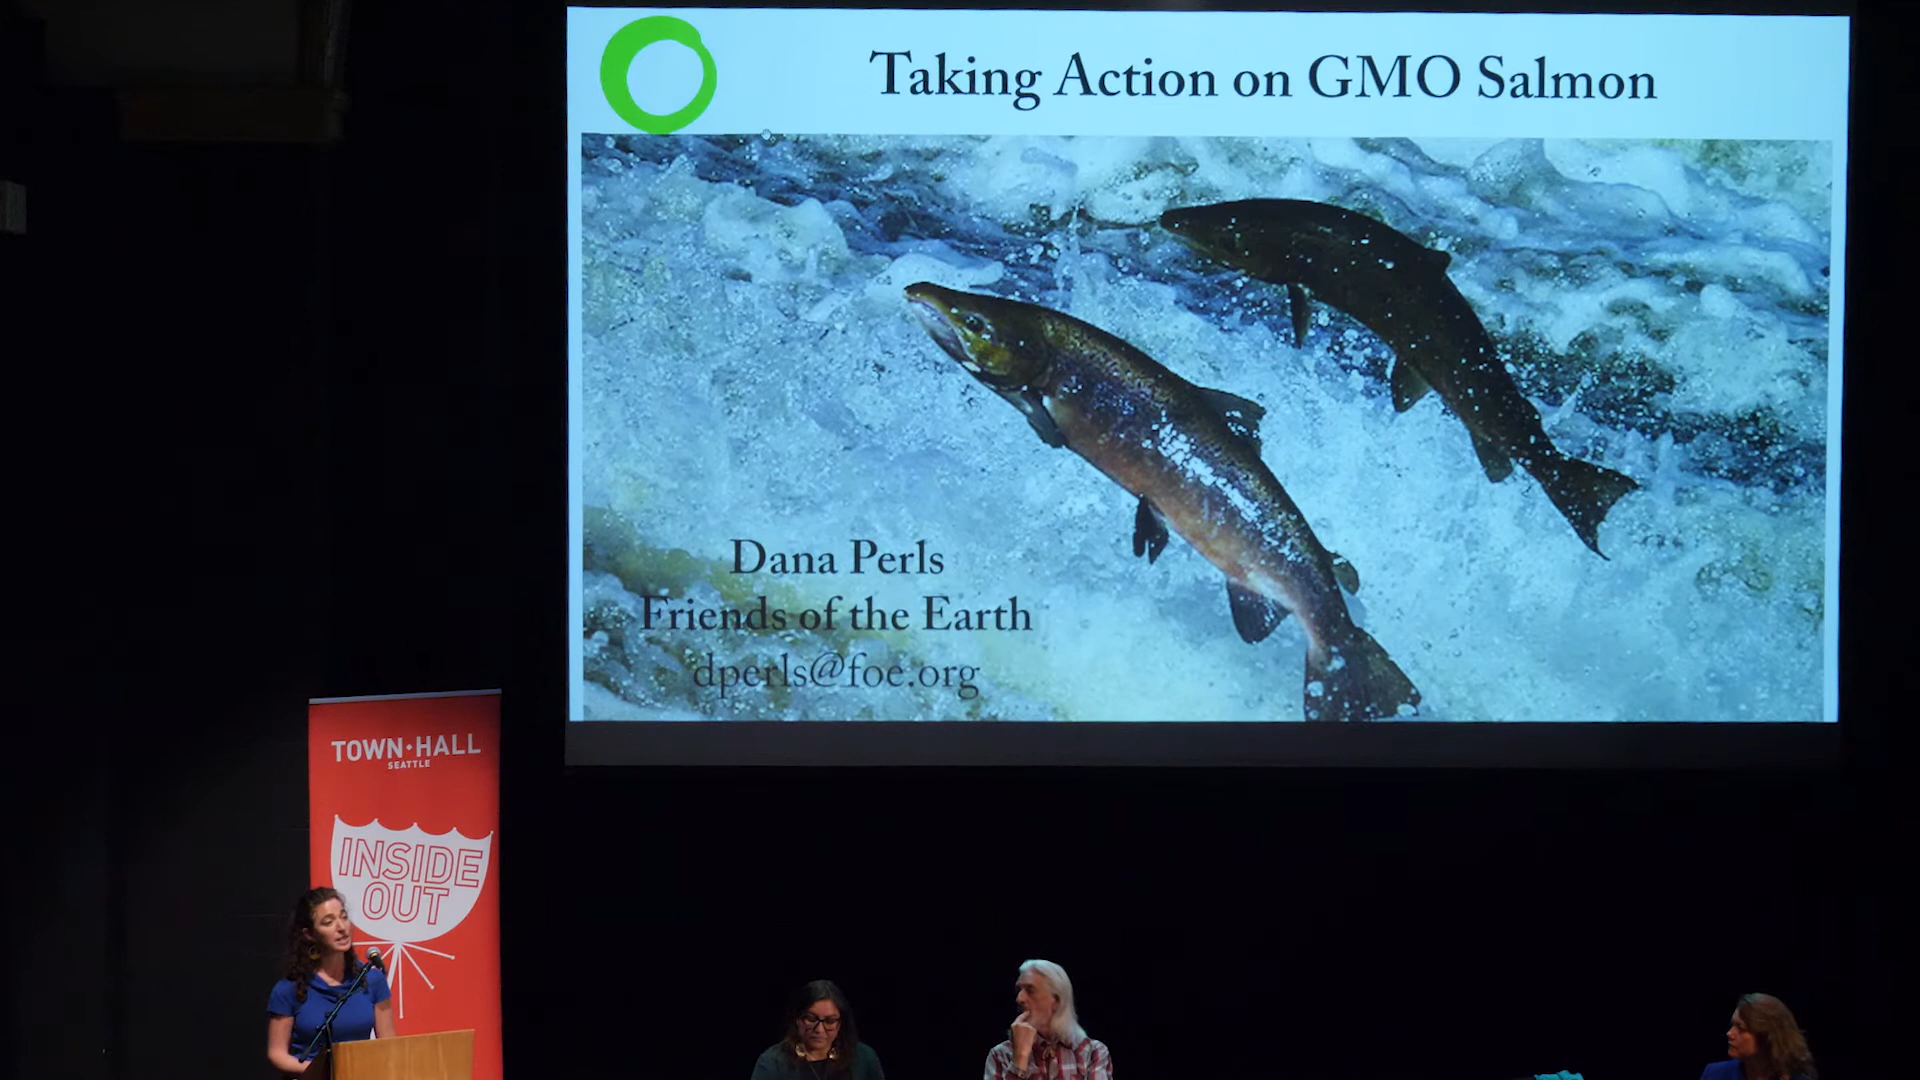 Taking Action on GMO Salmon
Dana Perls
Friends of the Earth
dperls@foe.org
TOWN·HALL
SEATTLE
INSIDE
OUT